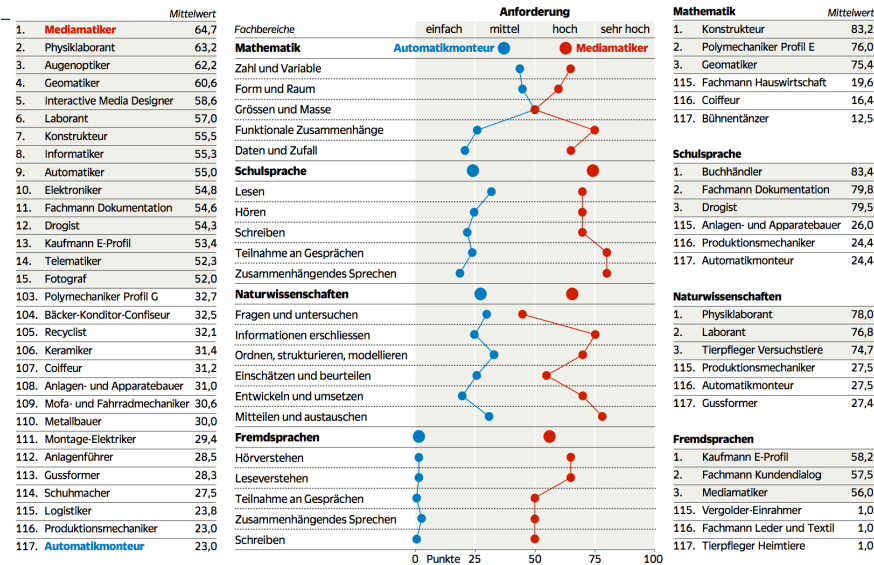 Mittelwert
1. Mediamatiker 64,7
2. Physiklaborant 63,2
3. Augenoptiker 62,2
4. Geomatiker 60,6
5. Interactive Media Designer 58,6
6. Laborant 57,0
7. Konstrukteur 55,5
8. Informatiker 55,3
9. Automatiker 55,0
10. Elektroniker 54,8
11. Fachmann Dokumentation 54,6
12. Drogist 54,3
13. Kaufmann E-Profil 53,4
14. Telematiker 52,3
15. Fotograf 52,0
103. Polymechaniker Profil G 32,7
104. Bäcker-Konditor-Confiseur 32,5
105. Recyclist 32,1
106. Keramiker 31,4
107. Coiffeur 31,2
108. Anlagen- und Apparatebauer 31,0
109. Mofa- und Fahrradmechaniker 30,6
110. Metallbauer 30,0
111. Montage-Elektriker 29,4
112. Anlagenführer 28,5
113. Gussformer 28,3
114. Schuhmacher 27,5
115. Logistiker 23,8
116. Produktionsmechaniker 23,0
117. Automatikmonteur 23,0
Anforderung
Fachbereiche einfach mittel hoch sehr hoch
Mathematik Automatikmonteur Mediamatiker
Zahl und Variable
Form und Raum
Grössen und Masse
Funktionale Zusammenhänge
Daten und Zufall
Schulsprache
Lesen
Hören
Schreiben
Teilnahme an Gesprächen
Zusammenhängendes Sprechen
Naturwissenschaften
Fragen und untersuchen
Informationen erschliessen
Ordnen, strukturieren, modellieren
Einschätzen und beurteilen
Entwickeln und umsetzen
Mitteilen und austauschen
Fremdsprachen
Hörverstehen
Leseverstehen
Teilnahme an Gesprächen
Zusammenhängendes Sprechen
Schreiben
0 Punkte 25 50 75 100
Mathematik Mittelwert
1. Konstrukteur 83,2
2. Polymechaniker Profil E 76,0
3. Geomatiker 75,4
115. Fachmann Hauswirtschaft 19,6
116. Coiffeur 16,4
117. Bühnentänzer 12,5
Schulsprache
1. Buchhändler 83,4
2. Fachmann Dokumentation 79,8
3. Drogist 79,5
115. Anlagen- und Apparatebauer 26,0
116. Produktionsmechaniker 24,4
117. Automatikmonteur 24,4
Naturwissenschaften
1. Physiklaborant 78,0
2. Laborant 76,8
3. Tierpfleger Versuchstiere 74,7
115. Produktionsmechaniker 27,5
116. Automatikmonteur 27,5
117. Gussformer 27,4
Fremdsprachen
1. Kaufmann E-Profil 58,2
2. Fachmann Kundendialog 57,5
3. Mediamatiker 56,0
115. Vergolder-Einrahmer 1,0
116. Fachmann Leder und Textil 1,0
117. Tierpfleger Heimtiere 1,0